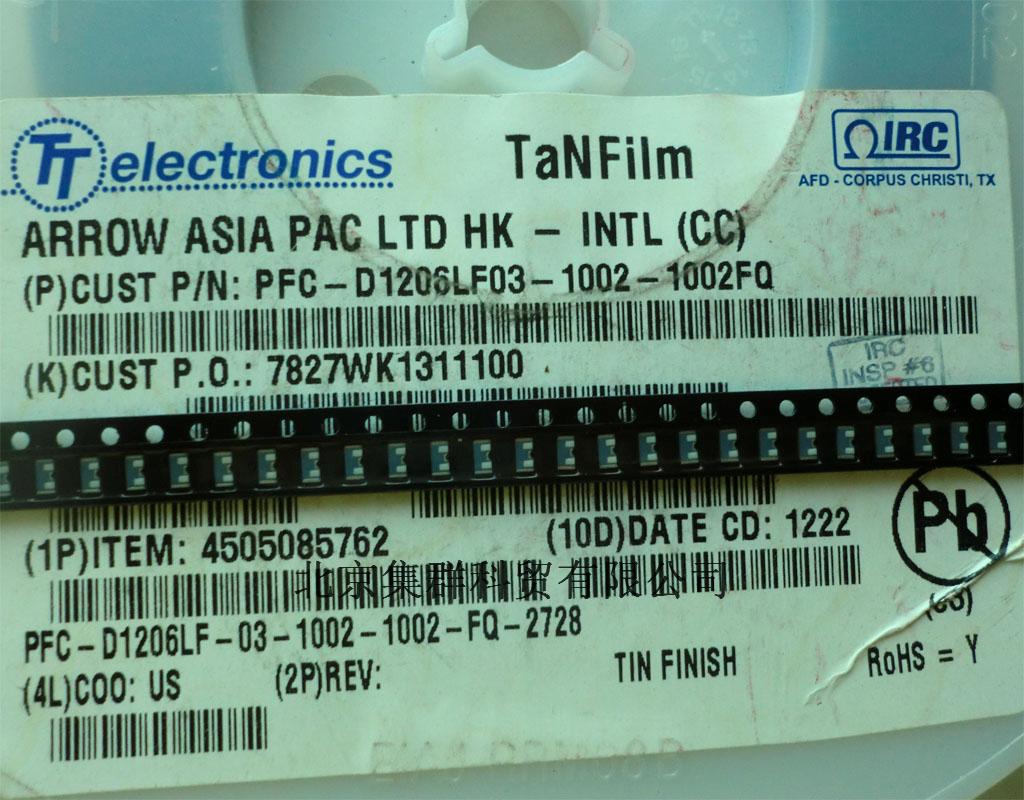 TT electronics
TaNFilm
IRC
AFD - CORPUS CHRISTI, TX
ARROW ASIA PAC LTD HK - INTL (CC)
(P)CUST P/N: PFC-D1206LF03-1002-1002FQ
(K)CUST P.O.: 7827WK1311100
IRC
INSP #6
(1P)ITEM: 4505085762
(10D)DATE CD: 1222
Pb
北京集群科贸有限公司
PFC-D1206LF-03-1002-1002-FQ-2728
(4L)COO: US
(2P)REV:
TIN FINISH
RoHS = Y